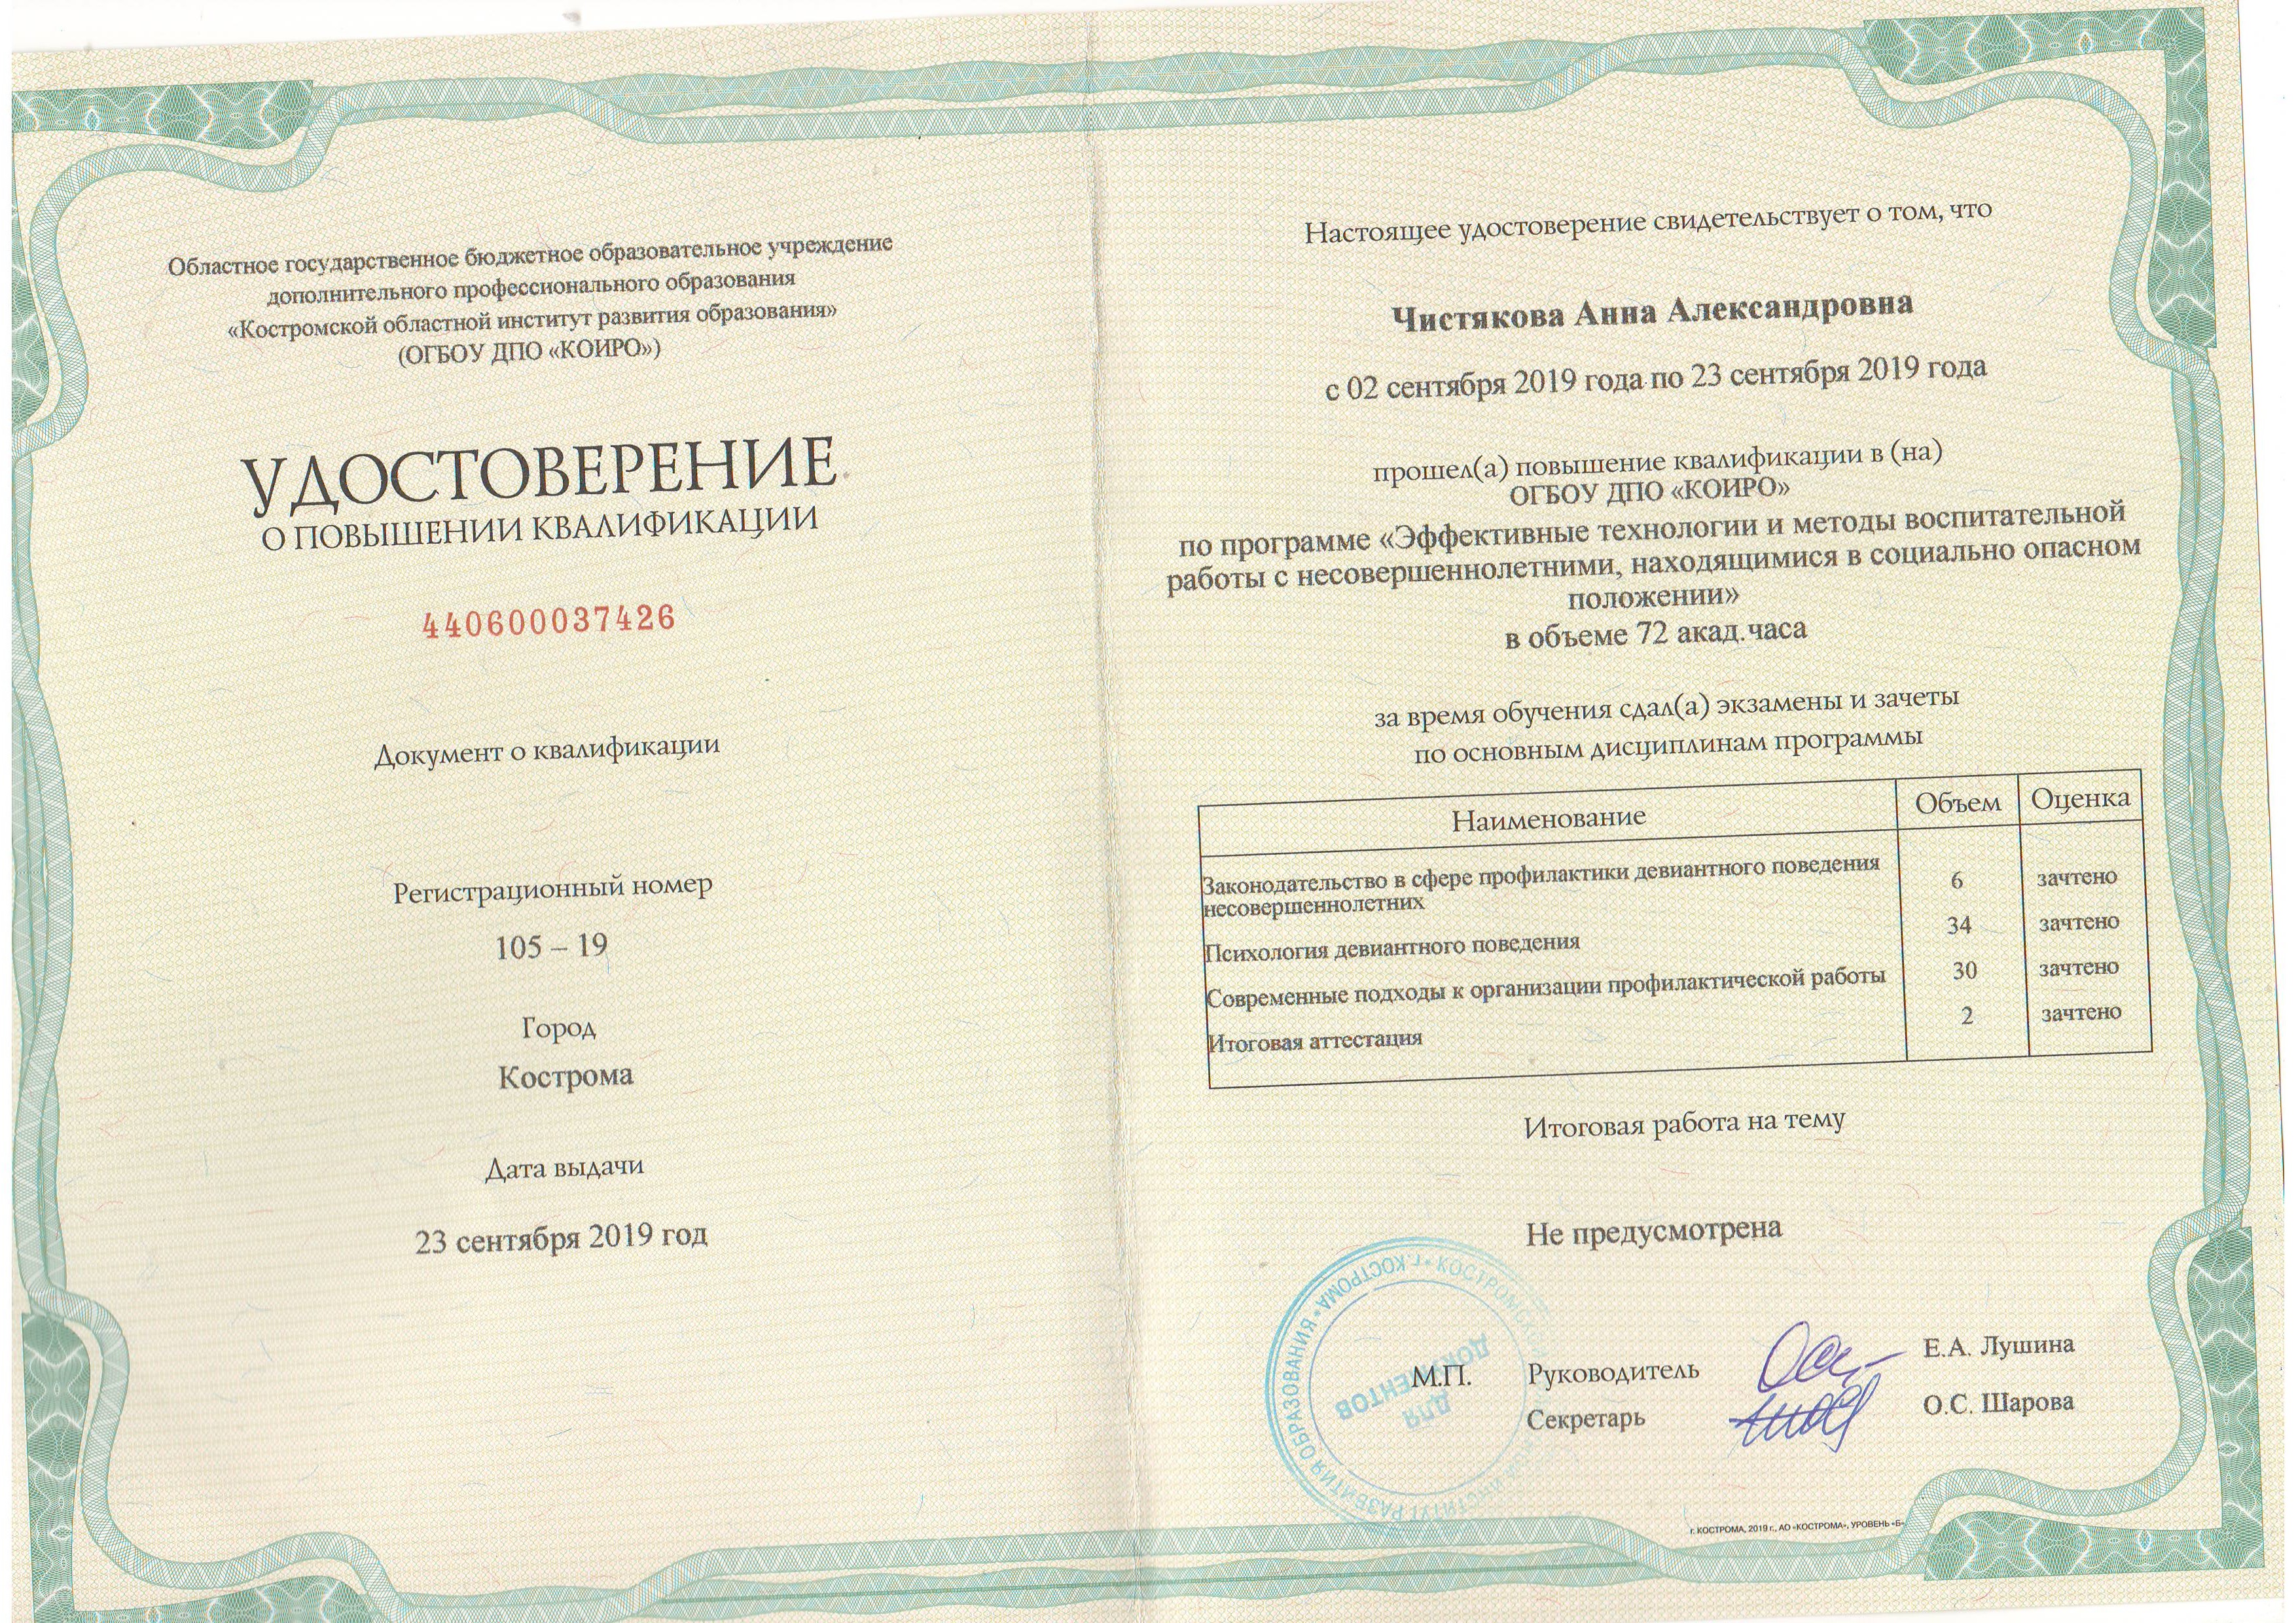 Областное государственное бюджетное образовательное учреждение
дополнительного профессионального образования
«Костромской областной институт развития образования»
(ОГБОУ ДПО «КОИРО»)
УДОСТОВЕРЕНИЕ
О ПОВЫШЕНИИ КВАЛИФИКАЦИИ
440600037426
Документ о квалификации
Регистрационный номер
105 – 19
Город
Кострома
Дата выдачи
23 сентября 2019 год
Настоящее удостоверение свидетельствует о том, что
Чистякова Анна Александровна
с 02 сентября 2019 года по 23 сентября 2019 года
прошел(а) повышение квалификации в (на)
ОГБОУ ДПО «КОИРО»
по программе «Эффективные технологии и методы воспитательной
работы с несовершеннолетними, находящимися в социально опасном
положении»
в объеме 72 акад.часа
за время обучения сдал(а) экзамены и зачеты
по основным дисциплинам программы
Наименование Объем Оценка
Законодательство в сфере профилактики девиантного поведения
несовершеннолетних 6 зачтено
Психология девиантного поведения 34 зачтено
Современные подходы к организации профилактической работы 30 зачтено
Итоговая аттестация 2 зачтено
Итоговая работа на тему
Не предусмотрена
М.П. Руководитель Е.А. Лушина
Секретарь О.С. Шарова
ИНСТИТУТ РАЗВИТИЯ ОБРАЗОВАНИЯ • г. КОСТРОМА •
ДЛЯ
ДОКУМЕНТОВ
г. КОСТРОМА, 2019 г., АО «КОСТРОМА», УРОВЕНЬ «Б»